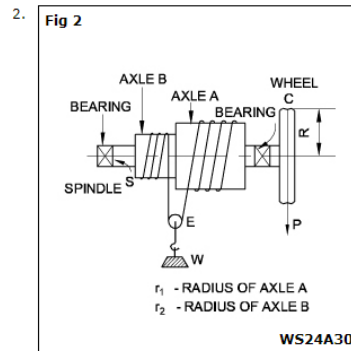 2.
Fig 2
AXLE B
WHEEL
AXLE A
C
BEARING
BEARING
R
S
SPINDLE
E
P
W
r₁ - RADIUS OF AXLE A
r₂ - RADIUS OF AXLE B
WS24A30